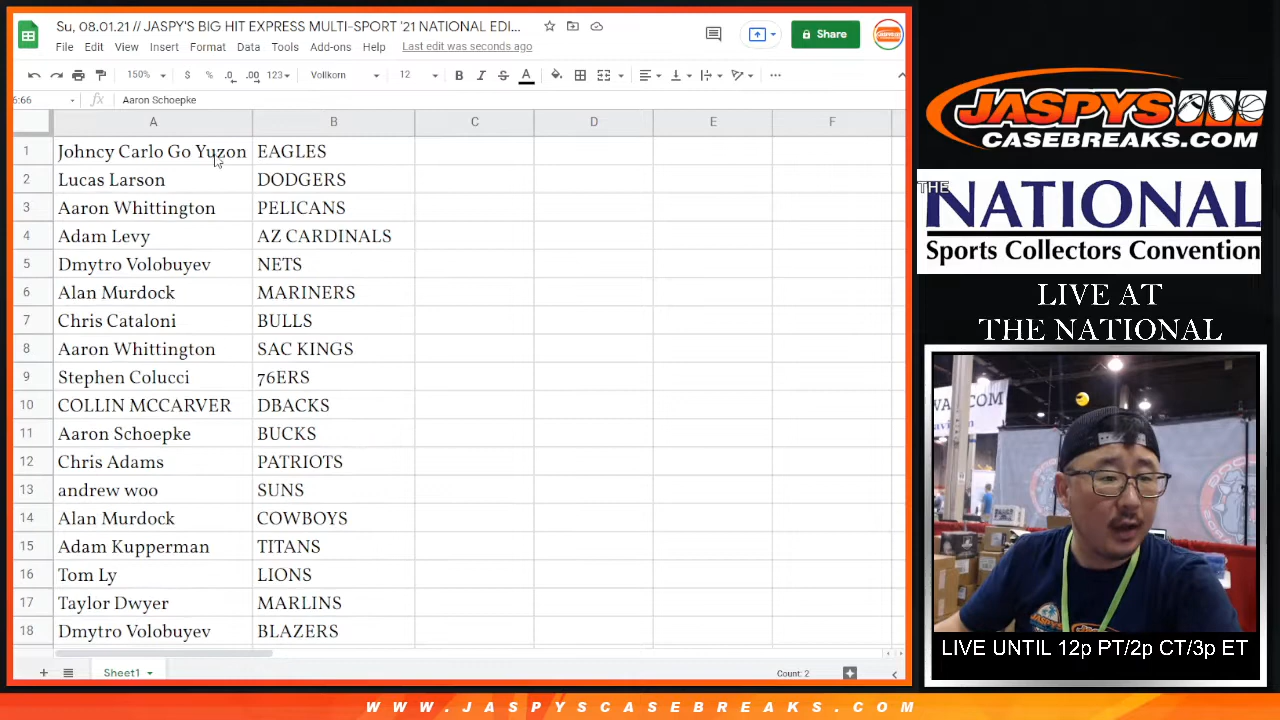 Su, 08.01.21 // JASPY'S BIG HIT EXPRESS MULTI-SPORT '21 NATIONAL EDI...
File Edit View Insert Format Data Tools Add-ons Help Last edit was seconds ago
Share
150% $ % .0 .00 123 Vollkorn 12 B I S A
6:66 fx Aaron Schoepke
A B C D E F
1 Johncy Carlo Go Yuzon EAGLES
2 Lucas Larson DODGERS
3 Aaron Whittington PELICANS
4 Adam Levy AZ CARDINALS
5 Dmytro Volobuyev NETS
6 Alan Murdock MARINERS
7 Chris Cataloni BULLS
8 Aaron Whittington SAC KINGS
9 Stephen Colucci 76ERS
10 COLLIN MCCARVER DBACKS
11 Aaron Schoepke BUCKS
12 Chris Adams PATRIOTS
13 andrew woo SUNS
14 Alan Murdock COWBOYS
15 Adam Kupperman TITANS
16 Tom Ly LIONS
17 Taylor Dwyer MARLINS
18 Dmytro Volobuyev BLAZERS
Sheet1
Count: 2
JASPYS
CASEBREAKS.COM
THE
NATIONAL
Sports Collectors Convention
LIVE AT
THE NATIONAL
LIVE UNTIL 12p PT/2p CT/3p ET
WWW.JASPYSCASEBREAKS.COM